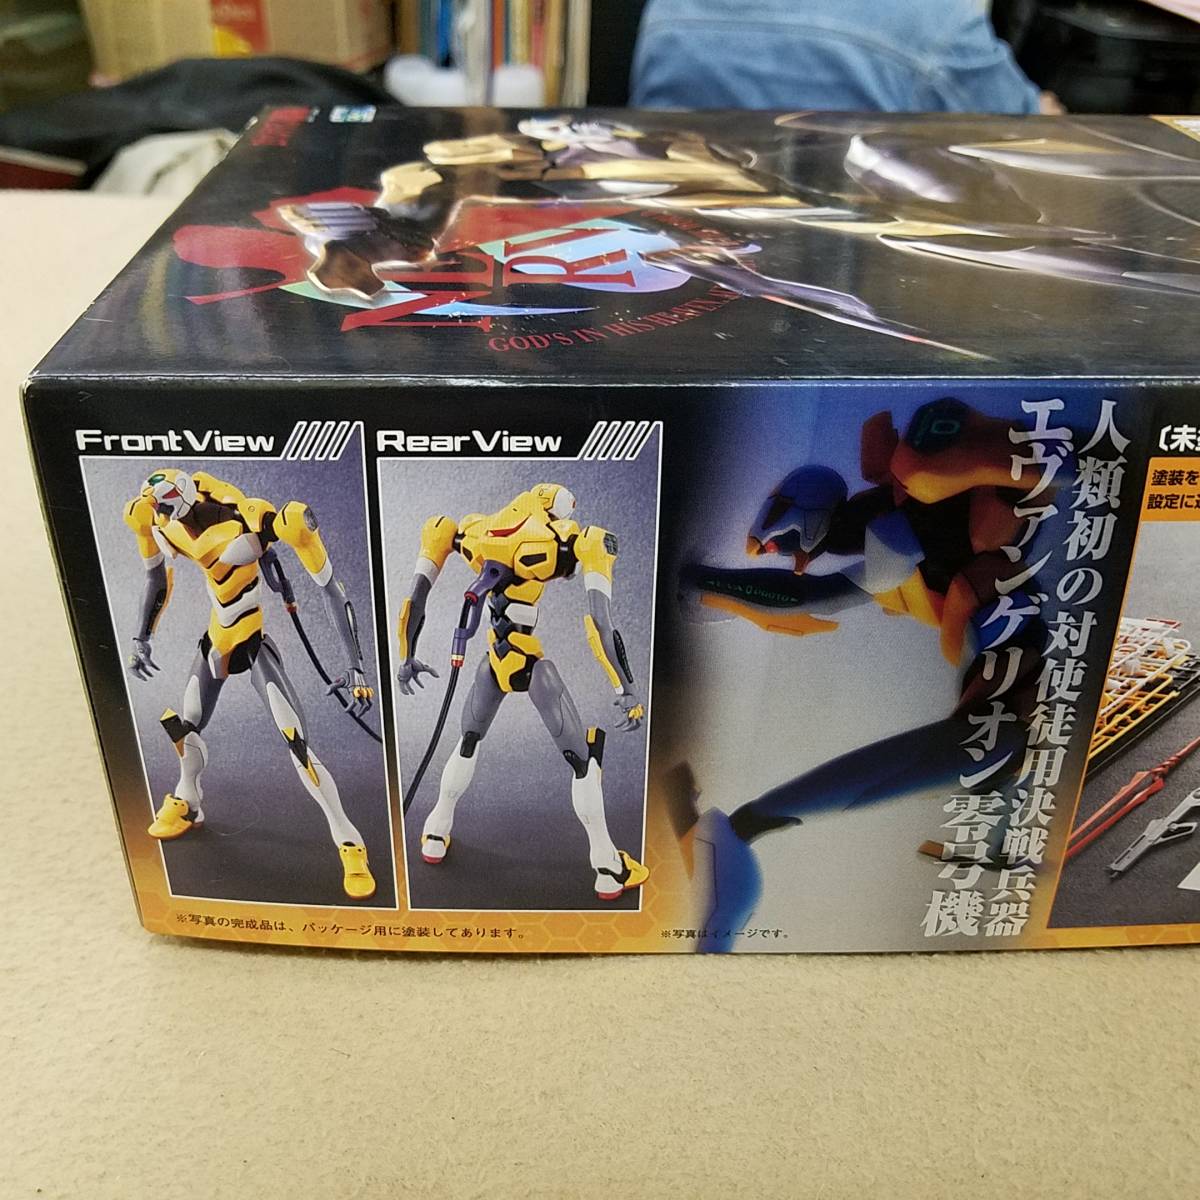 NERV
GOD'S IN HIS HEAVEN,
Front View
Rear View
人類初の対使徒用決戦兵器
エヴァンゲリオン零号機
〔未
塗装を
設定に
※写真の完成品は、パッケージ用に塗装してあります。
※写真はイメージです。